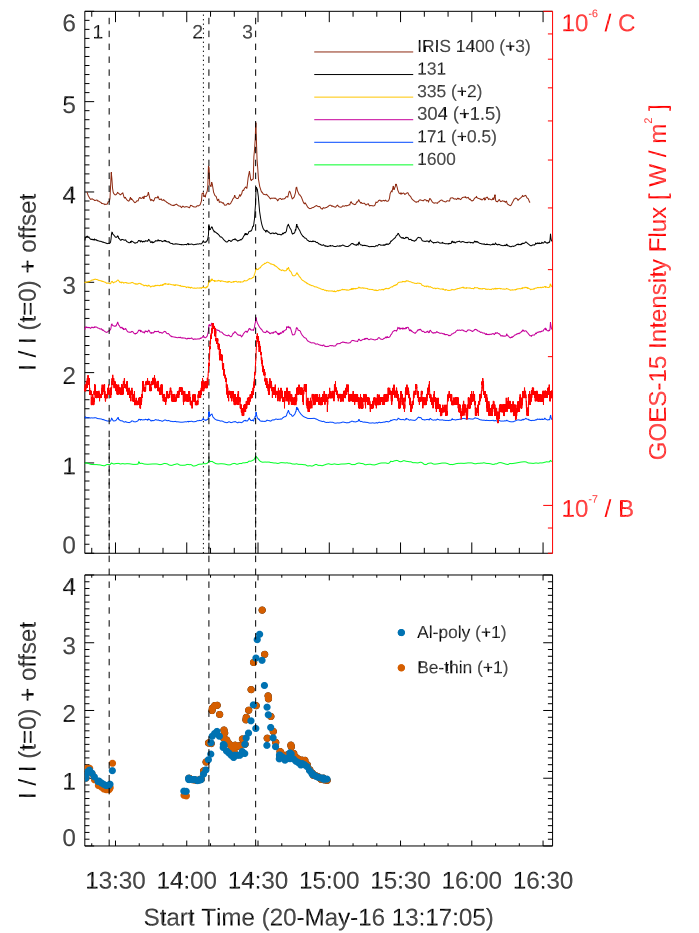 6
5
4
3
2
1
0
I / I (t=0) + offset
1
2
3
IRIS 1400 (+3)
131
335 (+2)
304 (+1.5)
171 (+0.5)
1600
10⁻⁶ / C
10⁻⁷ / B
GOES-15 Intensity Flux [ W / m² ]
4
3
2
1
0
I / I (t=0) + offset
Al-poly (+1)
Be-thin (+1)
13:30 14:00 14:30 15:00 15:30 16:00 16:30
Start Time (20-May-16 13:17:05)